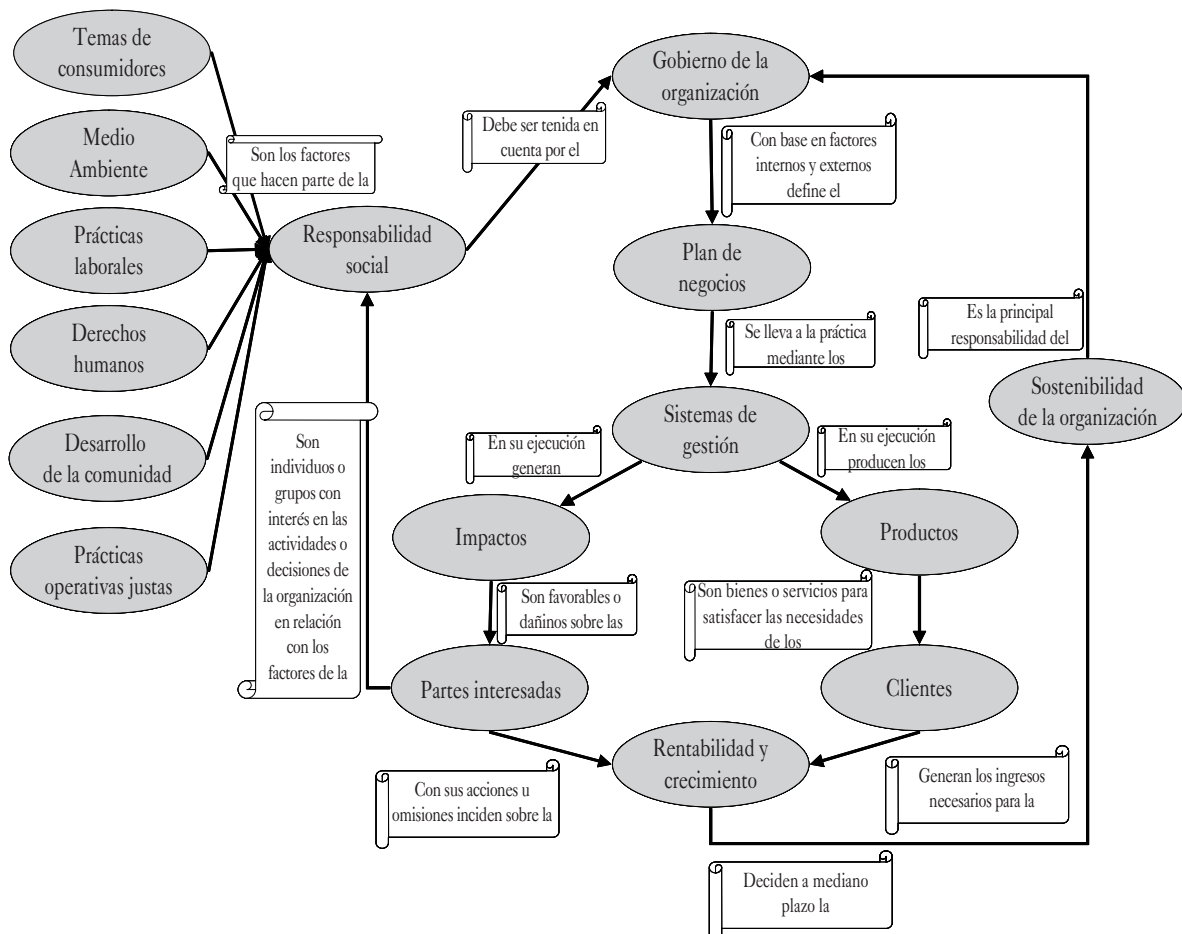 Temas de
consumidores
Medio
Ambiente
Prácticas
laborales
Derechos
humanos
Desarrollo
de la comunidad
Prácticas
operativas justas
Son los factores
que hacen parte de la
Responsabilidad
social
Debe ser tenida en
cuenta por el
Gobierno de la
organización
Con base en factores
internos y externos
define el
Plan de
negocios
Se lleva a la práctica
mediante los
Sistemas de
gestión
En su ejecución
generan
En su ejecución
producen los
Impactos
Productos
Son favorables o
dañinos sobre las
Son bienes o servicios para
satisfacer las necesidades
de los
Partes interesadas
Clientes
Son
individuos o
grupos con
interés en las
actividades o
decisiones de
la organización
en relación
con los
factores de la
Con sus acciones u
omisiones inciden sobre la
Rentabilidad y
crecimiento
Generan los ingresos
necesarios para la
Deciden a mediano
plazo la
Sostenibilidad
de la organización
Es la principal
responsabilidad del